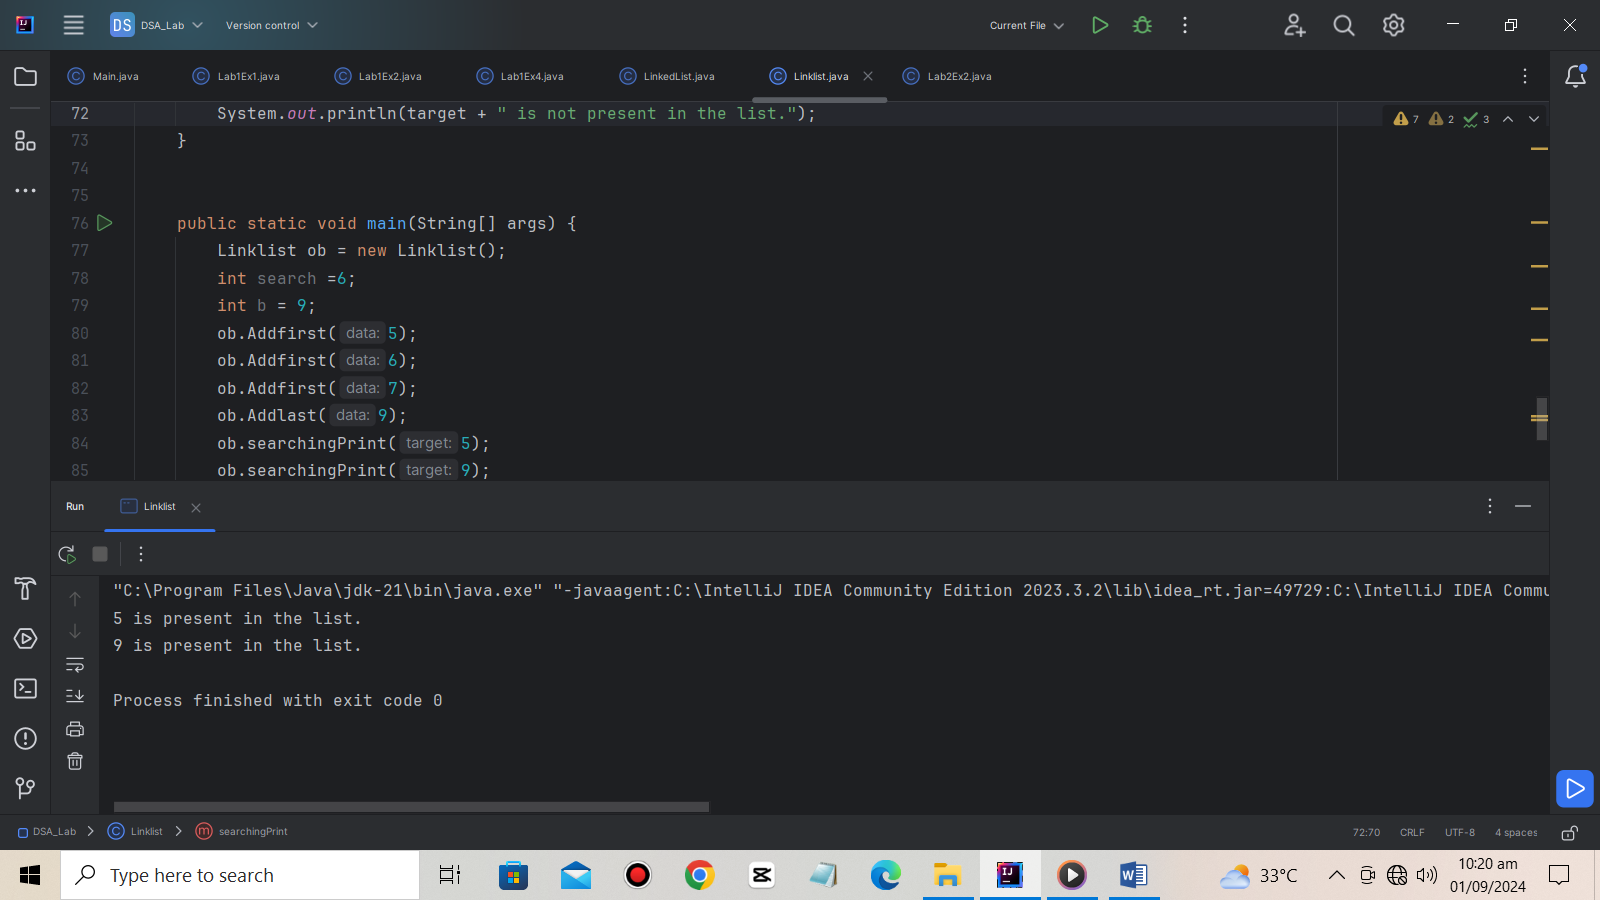 DS DSA_Lab Version control Current File
Main.java Lab1Ex1.java Lab1Ex2.java Lab1Ex4.java LinkedList.java Linklist.java Lab2Ex2.java
72 System.out.println(target + " is not present in the list.");
7 2 3
73 }
74
75
76 public static void main(String[] args) {
77 Linklist ob = new Linklist();
78 int search =6;
79 int b = 9;
80 ob.Addfirst( data: 5);
81 ob.Addfirst( data: 6);
82 ob.Addfirst( data: 7);
83 ob.Addlast( data: 9);
84 ob.searchingPrint( target: 5);
85 ob.searchingPrint( target: 9);
Run Linklist
"C:\Program Files\Java\jdk-21\bin\java.exe" "-javaagent:C:\IntelliJ IDEA Community Edition 2023.3.2\lib\idea_rt.jar=49729:C:\IntelliJ IDEA Commu
5 is present in the list.
9 is present in the list.
Process finished with exit code 0
DSA_Lab Linklist searchingPrint 72:70 CRLF UTF-8 4 spaces
Type here to search
33°C
10:20 am
01/09/2024